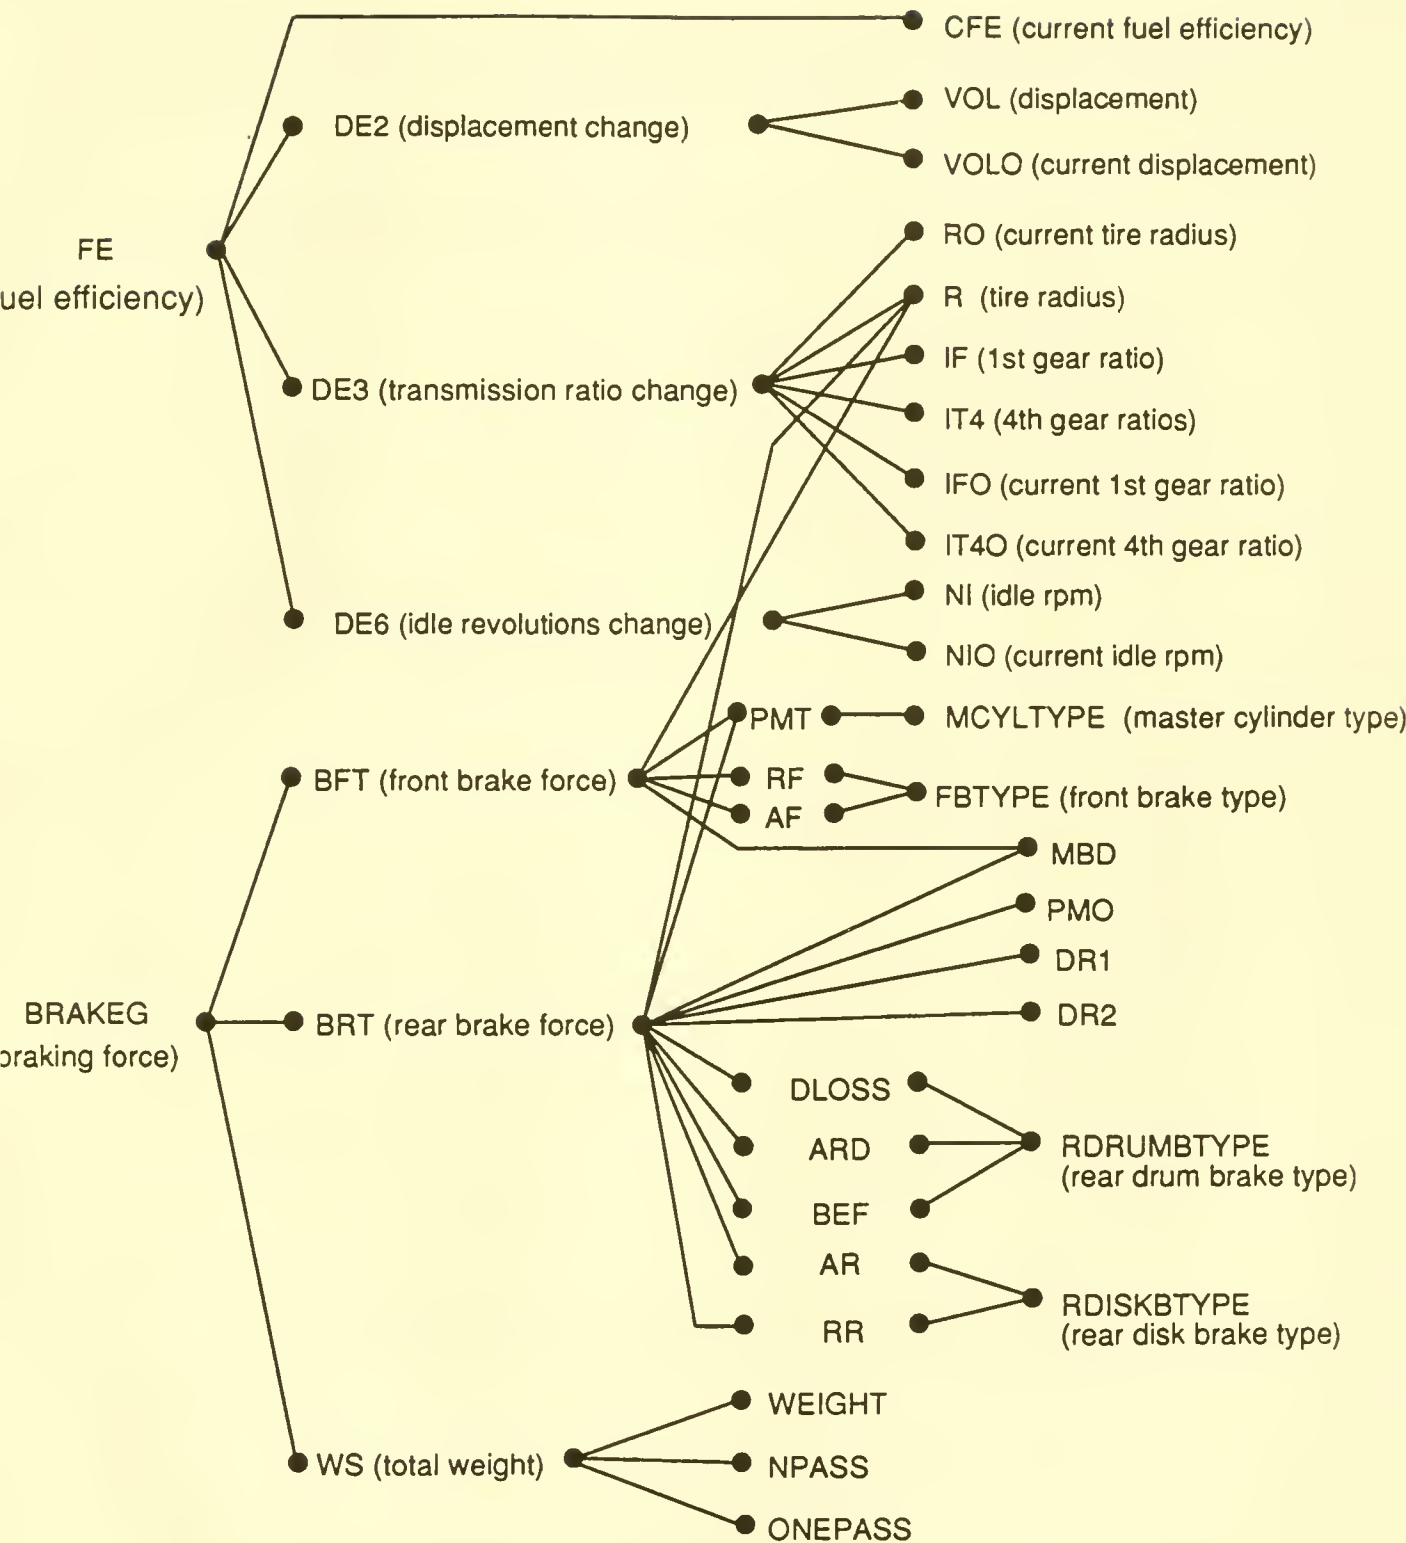 CFE (current fuel efficiency)
VOL (displacement)
DE2 (displacement change)
VOLO (current displacement)
RO (current tire radius)
FE
uel efficiency)
R (tire radius)
IF (1st gear ratio)
DE3 (transmission ratio change)
IT4 (4th gear ratios)
IFO (current 1st gear ratio)
IT4O (current 4th gear ratio)
NI (idle rpm)
DE6 (idle revolutions change)
NIO (current idle rpm)
PMT
MCYLTYPE (master cylinder type)
BFT (front brake force)
RF
FBTYPE (front brake type)
AF
MBD
PMO
DR1
BRAKEG
braking force)
BRT (rear brake force)
DR2
DLOSS
ARD
RDRUMBTYPE
(rear drum brake type)
BEF
AR
RDISKBTYPE
(rear disk brake type)
RR
WEIGHT
WS (total weight)
NPASS
ONEPASS